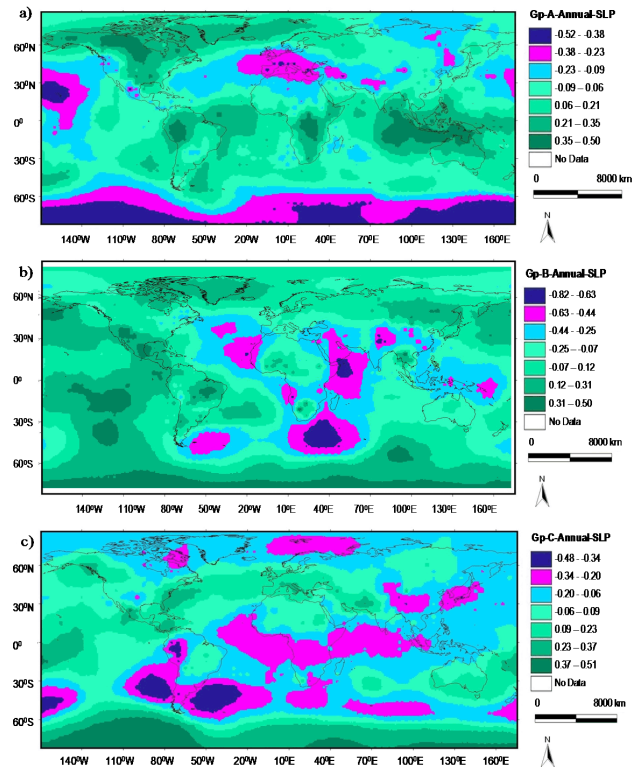 a)
60⁰N
30⁰N
0⁰
30⁰S
60⁰S
140⁰W 110⁰W 80⁰W 50⁰W 20⁰W 10⁰E 40⁰E 70⁰E 100⁰E 130⁰E 160⁰E
Gp-A-Annual-SLP
-0.52 - -0.38
-0.38 - -0.23
-0.23 - -0.09
-0.09 - 0.06
0.06 - 0.21
0.21 - 0.35
0.35 - 0.50
No Data
0 8000 km
N
b)
60⁰N
30⁰N
0⁰
30⁰S
60⁰S
140⁰W 110⁰W 80⁰W 50⁰W 20⁰W 10⁰E 40⁰E 70⁰E 100⁰E 130⁰E 160⁰E
Gp-B-Annual-SLP
-0.82 - -0.63
-0.63 - -0.44
-0.44 - -0.25
-0.25 - -0.07
-0.07 - 0.12
0.12 - 0.31
0.31 - 0.50
No Data
0 8000 km
N
c)
60⁰N
30⁰N
0⁰
30⁰S
60⁰S
140⁰W 110⁰W 80⁰W 50⁰W 20⁰W 10⁰E 40⁰E 70⁰E 100⁰E 130⁰E 160⁰E
Gp-C-Annual-SLP
-0.48 - -0.34
-0.34 - -0.20
-0.20 - -0.06
-0.06 - 0.09
0.09 - 0.23
0.23 - 0.37
0.37 - 0.51
No Data
0 8000 km
N